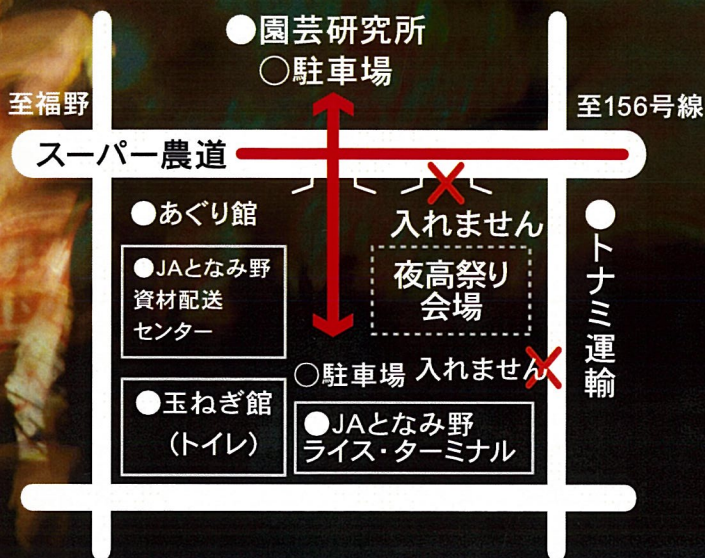 ●園芸研究所
○駐車場
至福野
至156号線
スーパー農道
●あぐり館
入れません
●トナミ運輸
●JAとなみ野
資材配送
センター
夜高祭り
会場
○駐車場
入れません
●玉ねぎ館
(トイレ)
●JAとなみ野
ライス・ターミナル